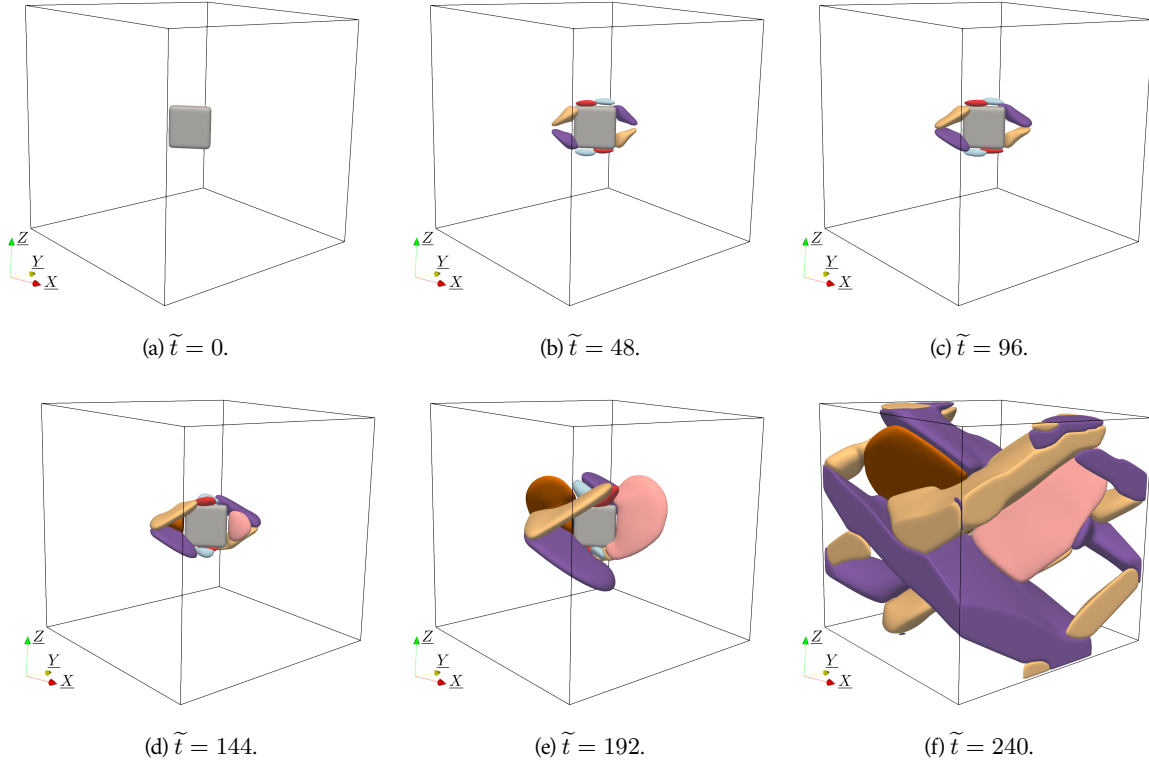 Z
Y
X
Z
Y
X
Z
Y
X
(a) t̃ = 0.
(b) t̃ = 48.
(c) t̃ = 96.
Z
Y
X
Z
Y
X
Z
Y
X
(d) t̃ = 144.
(e) t̃ = 192.
(f) t̃ = 240.